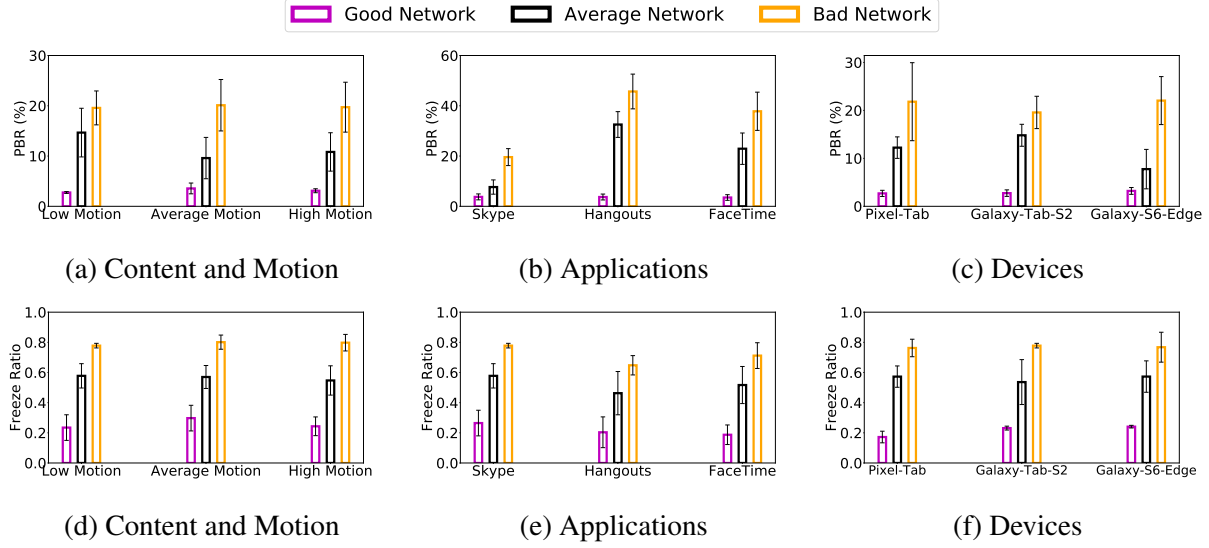 Good Network Average Network Bad Network
30
20
10
0
PBR (%)
Low Motion Average Motion High Motion
(a) Content and Motion
60
40
20
0
PBR (%)
Skype Hangouts FaceTime
(b) Applications
30
20
10
0
PBR (%)
Pixel-Tab Galaxy-Tab-S2 Galaxy-S6-Edge
(c) Devices
1.0
0.8
0.6
0.4
0.2
0.0
Freeze Ratio
Low Motion Average Motion High Motion
(d) Content and Motion
1.0
0.8
0.6
0.4
0.2
0.0
Freeze Ratio
Skype Hangouts FaceTime
(e) Applications
1.0
0.8
0.6
0.4
0.2
0.0
Freeze Ratio
Pixel-Tab Galaxy-Tab-S2 Galaxy-S6-Edge
(f) Devices